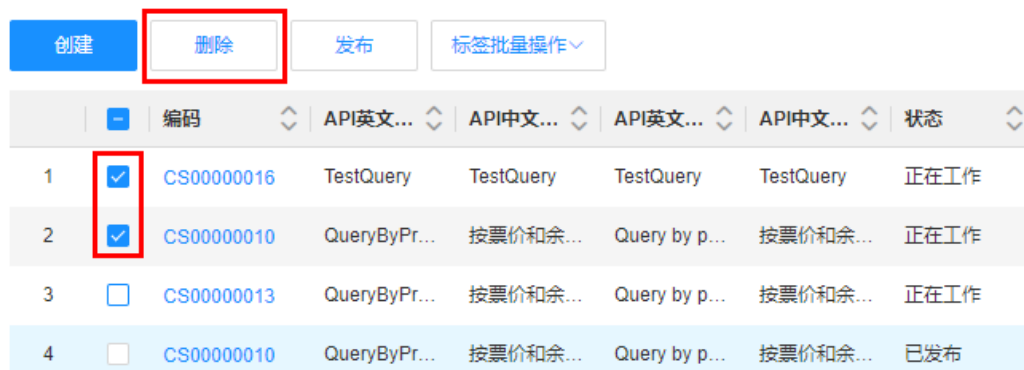 创建 删除 发布 标签批量操作
编码 API英文... API中文... API英文... API中文... 状态
1 CS00000016 TestQuery TestQuery TestQuery TestQuery 正在工作
2 CS00000010 QueryByPr... 按票价和余... Query by p... 按票价和余... 正在工作
3 CS00000013 QueryByPr... 按票价和余... Query by p... 按票价和余... 正在工作
4 CS00000010 QueryByPr... 按票价和余... Query by p... 按票价和余... 已发布